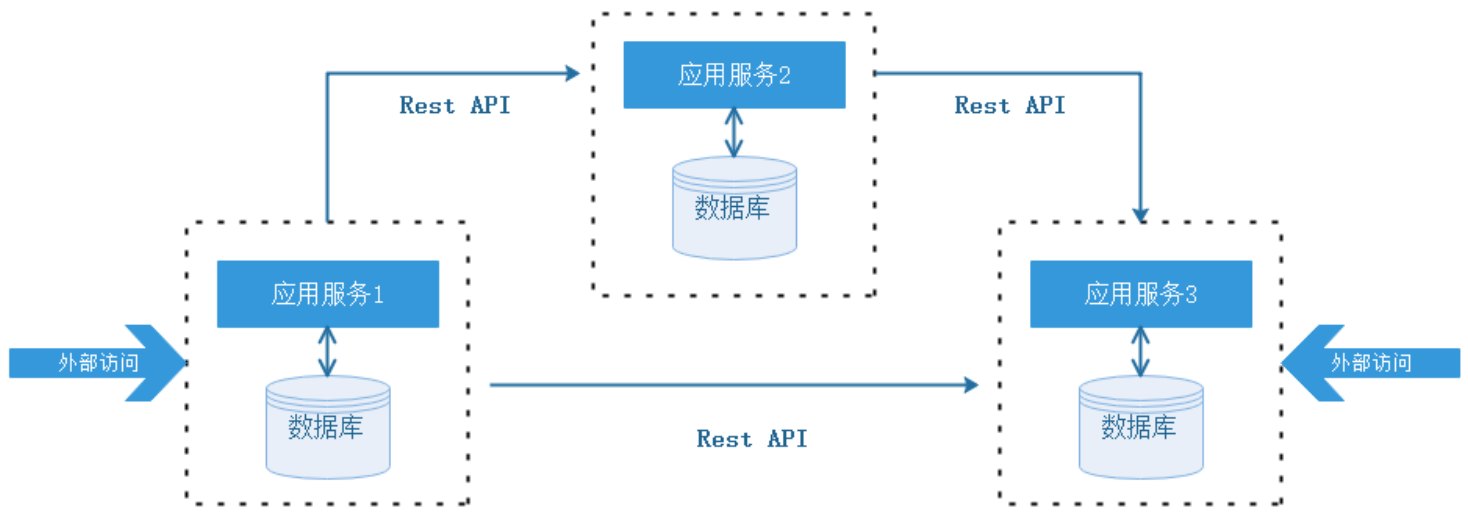 应用服务2
Rest API
Rest API
数据库
应用服务1
应用服务3
外部访问
外部访问
数据库
数据库
Rest API